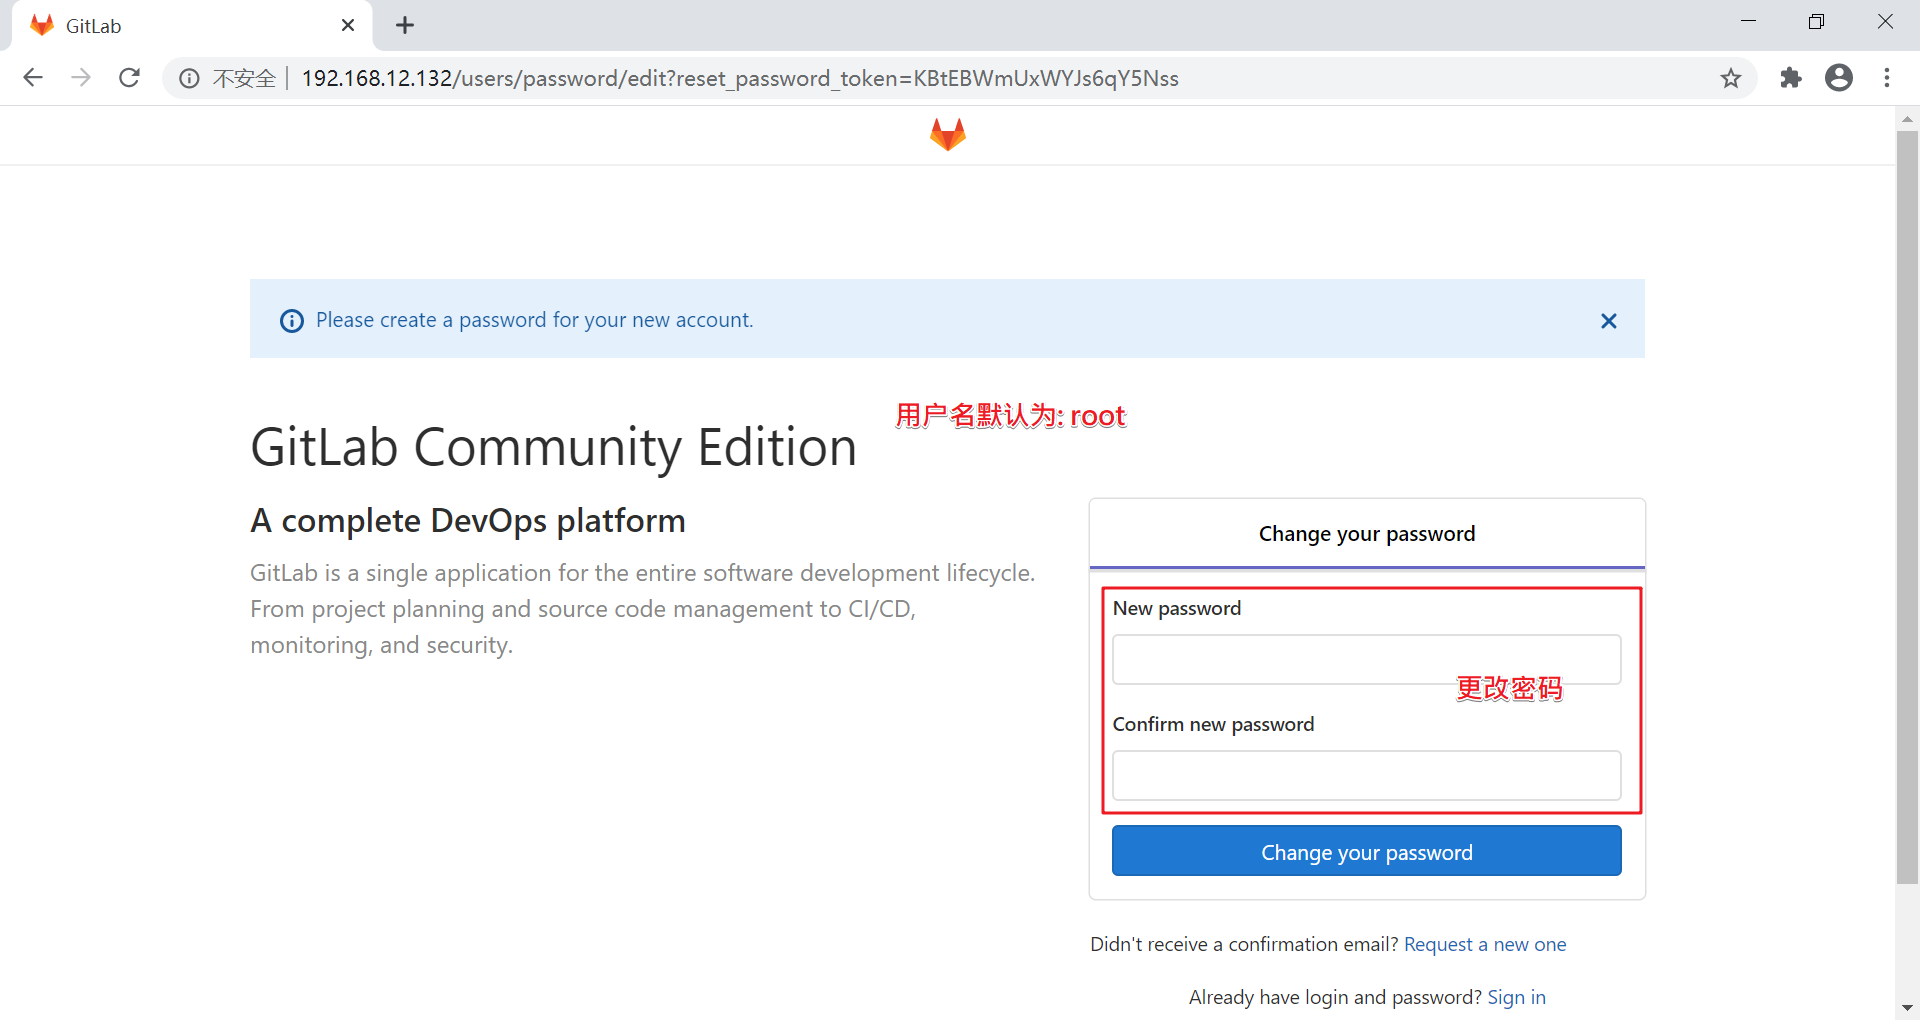 GitLab
不安全 192.168.12.132/users/password/edit?reset_password_token=KBtEBWmUxWYJs6qY5Nss
Please create a password for your new account.
用户名默认为: root
GitLab Community Edition
A complete DevOps platform
GitLab is a single application for the entire software development lifecycle.
From project planning and source code management to CI/CD,
monitoring, and security.
Change your password
New password
更改密码
Confirm new password
Change your password
Didn't receive a confirmation email? Request a new one
Already have login and password? Sign in